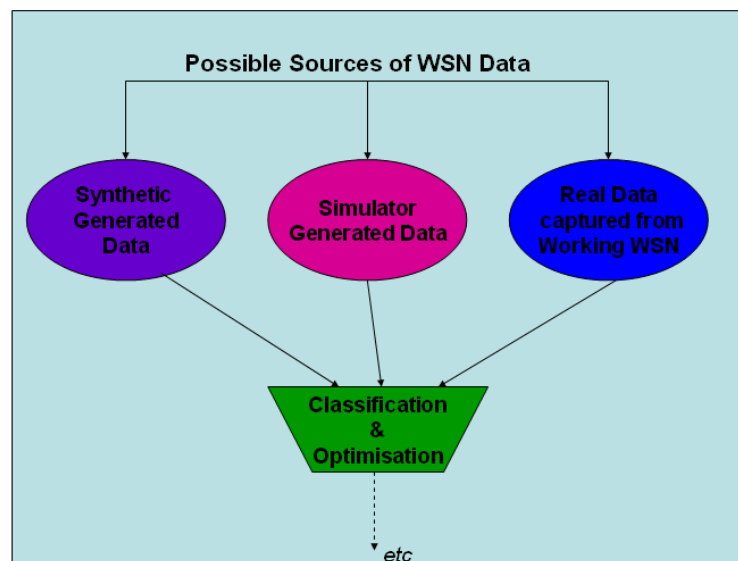 Possible Sources of WSN Data
Synthetic
Generated
Data
Simulator
Generated Data
Real Data
captured from
Working WSN
Classification
&
Optimisation
etc